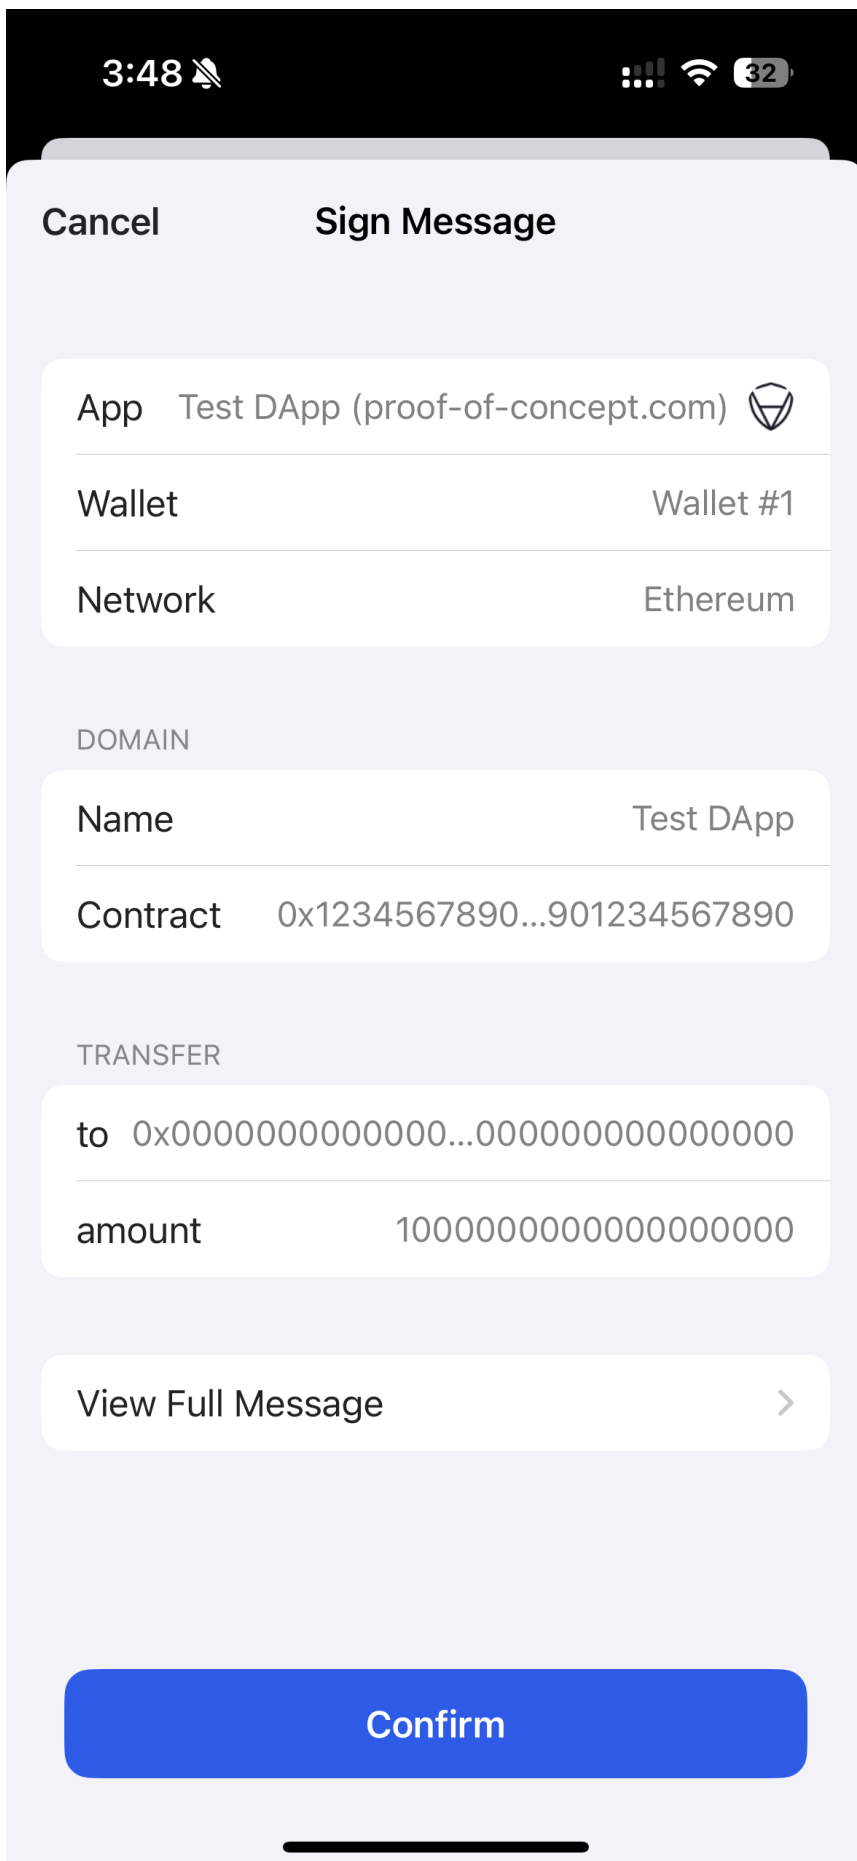 3:48 32
Cancel Sign Message
App Test DApp (proof-of-concept.com)
Wallet Wallet #1
Network Ethereum
DOMAIN
Name Test DApp
Contract 0x1234567890...901234567890
TRANSFER
to 0x0000000000000...000000000000000
amount 1000000000000000000
View Full Message
Confirm